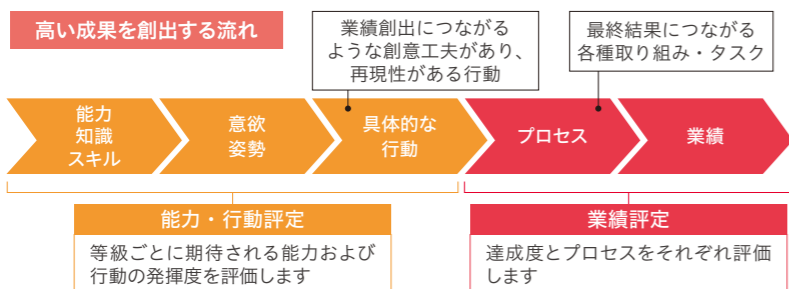 高い成果を創出する流れ
業績創出につながる
ような創意工夫があり、
再現性がある行動
最終結果につながる
各種取り組み・タスク
能力
知識
スキル
意欲
姿勢
具体的な
行動
プロセス
業績
能力・行動評定
等級ごとに期待される能力および
行動の発揮度を評価します
業績評定
達成度とプロセスをそれぞれ評価
します